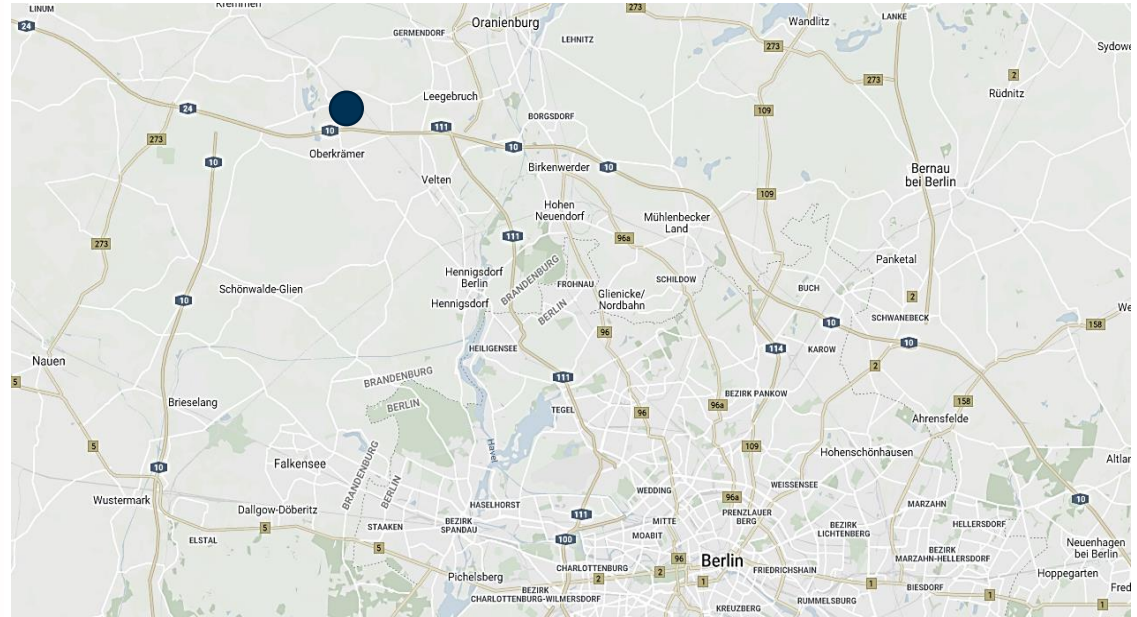 LINUM
Kremmen
24
Oranienburg
273
Wandlitz
LANKE
GERMENDORF
LEHNITZ
273
Sydowe
2
Rüdnitz
273
Leegebruch
24
109
BORGSDORF
10
111
273
10
Oberkrämer
10
Birkenwerder
10
Velten
Bernau
bei Berlin
109
Hohen
Neuendorf
Mühlenbecker
Land
111
96a
273
Panketal
Hennigsdorf
Berlin
BRANDENBURG
BERLIN
FROHNAU
SCHILDOW
BUCH
Schönwalde-Glien
Glienicke/
Nordbahn
2
10
Hennigsdorf
We
SCHWANEBECK
10
158
96
10
HEILIGENSEE
114
KAROW
Nauen
2
5
BRANDENBURG
BERLIN
111
BEZIRK PANKOW
Brieselang
TEGEL
96
96a
158
Ahrensfelde
5
Havel
109
Hohenschönhausen
10
Falkensee
BRANDENBURG
BERLIN
Altla
WEISSENSEE
Wustermark
WEDDING
96a
10
HASELHORST
MARZAHN
Dallgow-Döberitz
111
PRENZLAUER
BERG
5
STAAKEN
BEZIRK
SPANDAU
MITTE
MOABIT
BEZIRK
LICHTENBERG
HELLERSDORF
ELSTAL
100
5
Neuenhagen
bei Berlin
96
Berlin
BEZIRK
MARZAHN-HELLERSDORF
CHARLOTTENBURG
FRIEDRICHSHAIN
Pichelsberg
2
2
1
Hoppegarten
1
BIESDORF
BEZIRK
CHARLOTTENBURG-WILMERSDORF
1
Fred
KREUZBERG
RUMMELSBURG
1